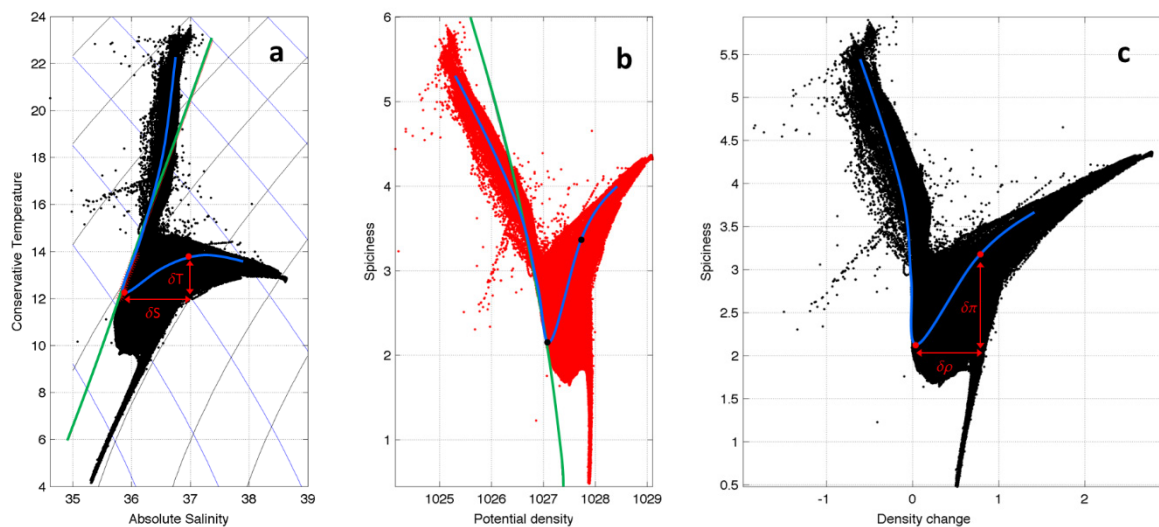 a
24
22
20
18
16
14
12
10
8
6
4
Conservative Temperature
δT
δS
35 36 37 38 39
Absolute Salinity
b
6
5
4
3
2
1
Spiciness
1025 1026 1027 1028 1029
Potential density
c
5.5
5
4.5
4
3.5
3
2.5
2
1.5
1
0.5
Spiciness
δπ
δρ
-1 0 1 2
Density change